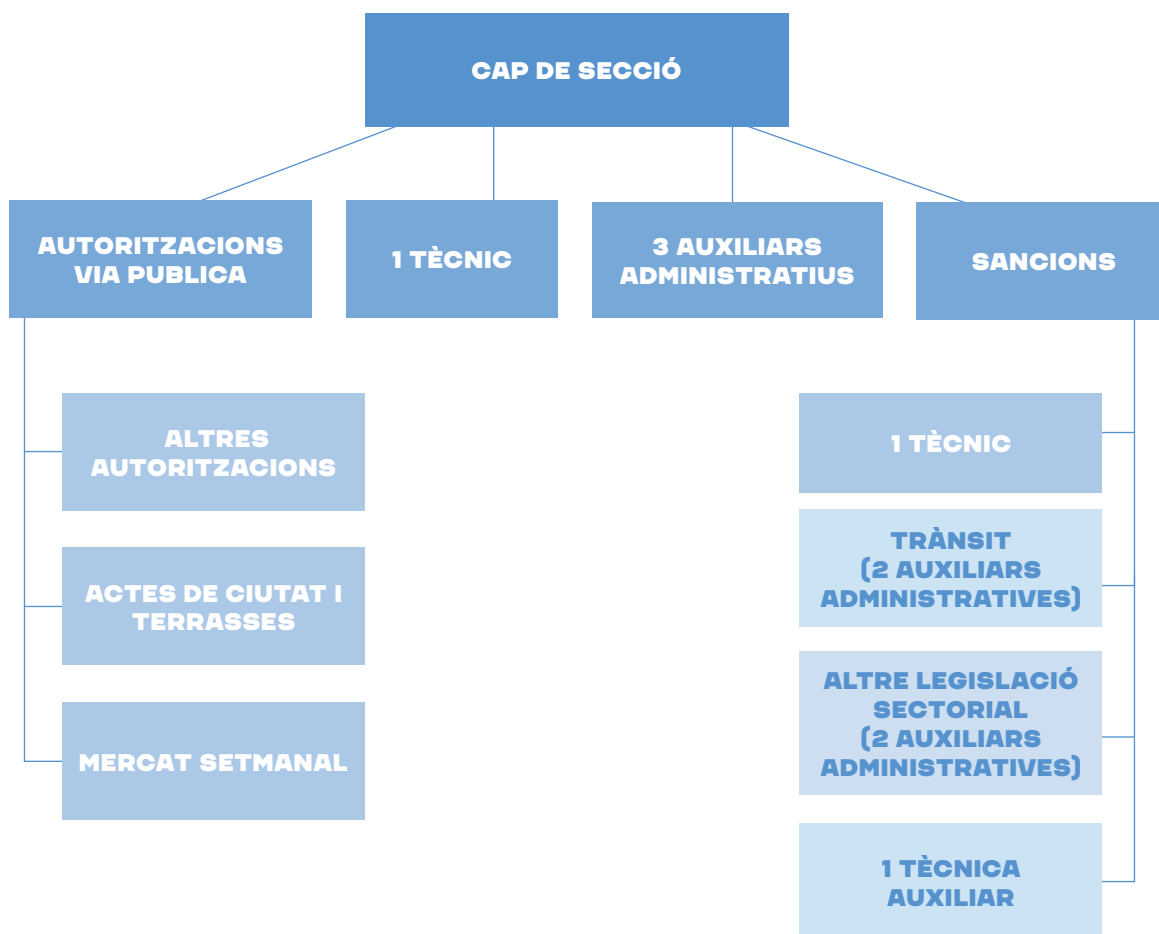 CAP DE SECCIÓ
AUTORITZACIONS
VIA PUBLICA
1 TÈCNIC
3 AUXILIARS
ADMINISTRATIUS
SANCIONS
ALTRES
AUTORITZACIONS
ACTES DE CIUTAT I
TERRASSES
MERCAT SETMANAL
1 TÈCNIC
TRÀNSIT
(2 AUXILIARS
ADMINISTRATIVES)
ALTRE LEGISLACIÓ
SECTORIAL
(2 AUXILIARS
ADMINISTRATIVES)
1 TÈCNICA
AUXILIAR